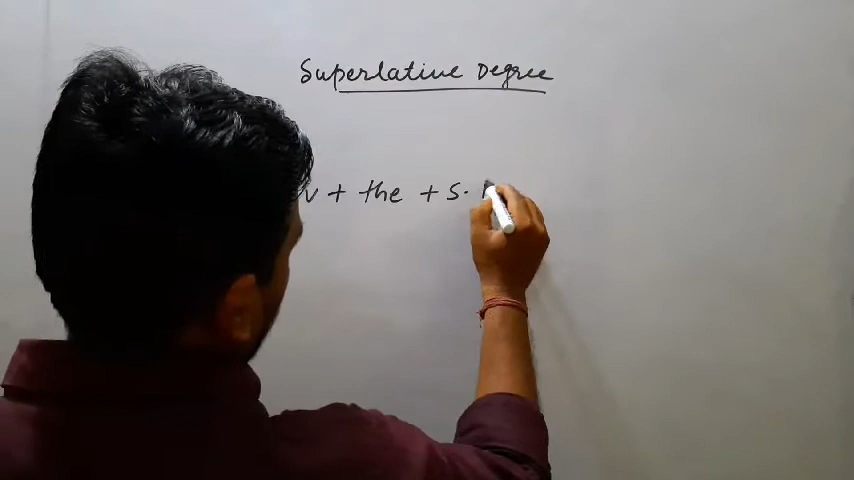 Superlative Degree
v + the + S.